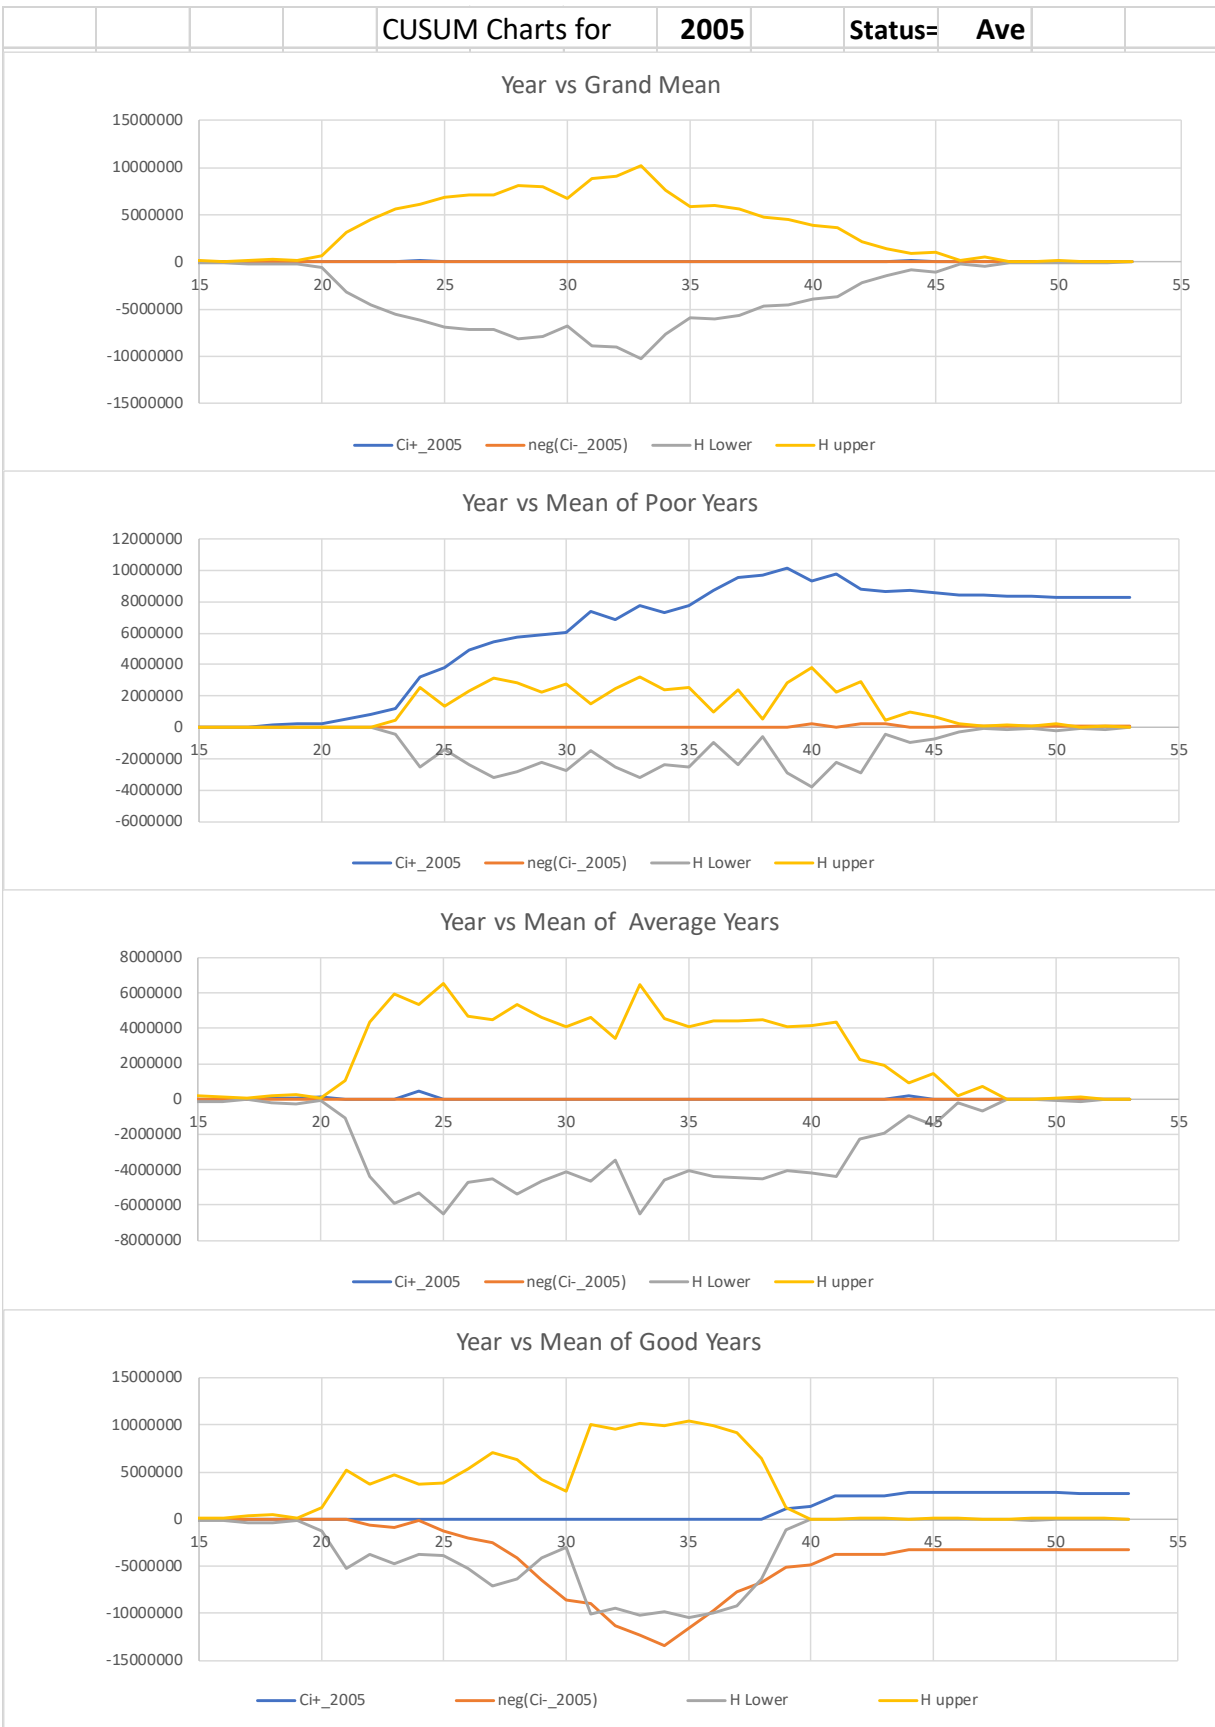 CUSUM Charts for 2005 Status= Ave
Year vs Grand Mean
15000000
10000000
5000000
0
-5000000
-10000000
-15000000
15 20 25 30 35 40 45 50 55
Ci+_2005 neg(Ci-_2005) H Lower H upper
Year vs Mean of Poor Years
12000000
10000000
8000000
6000000
4000000
2000000
0
-2000000
-4000000
-6000000
15 20 25 30 35 40 45 50 55
Ci+_2005 neg(Ci-_2005) H Lower H upper
Year vs Mean of  Average Years
8000000
6000000
4000000
2000000
0
-2000000
-4000000
-6000000
-8000000
15 20 25 30 35 40 45 50 55
Ci+_2005 neg(Ci-_2005) H Lower H upper
Year vs Mean of Good Years
15000000
10000000
5000000
0
-5000000
-10000000
-15000000
15 20 25 30 35 40 45 50 55
Ci+_2005 neg(Ci-_2005) H Lower H upper